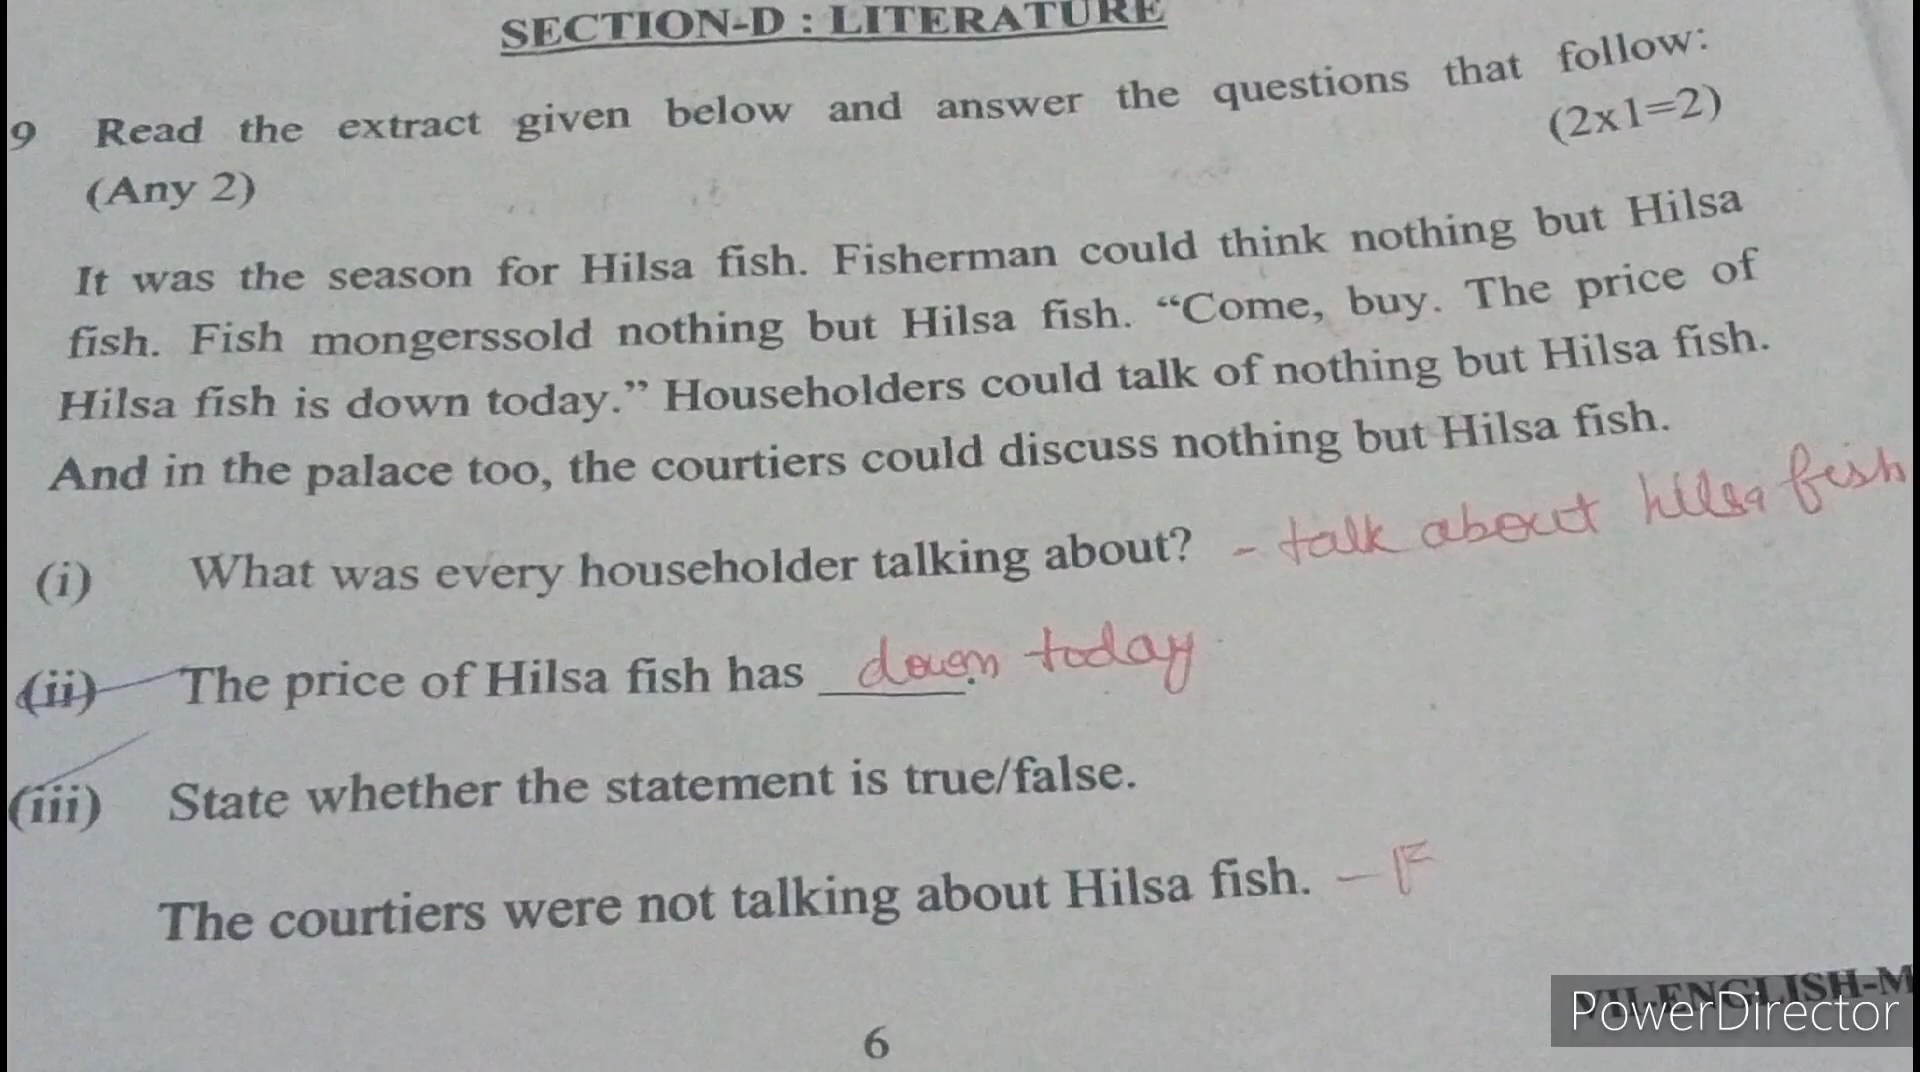 SECTION-D : LITERATURE
9 Read the extract given below and answer the questions that follow:
(Any 2) (2x1=2)
It was the season for Hilsa fish. Fisherman could think nothing but Hilsa
fish. Fish mongerssold nothing but Hilsa fish. “Come, buy. The price of
Hilsa fish is down today.” Householders could talk of nothing but Hilsa fish.
And in the palace too, the courtiers could discuss nothing but Hilsa fish.
(i) What was every householder talking about? - talk about hilsa fish
(ii) The price of Hilsa fish has ______. down today
(iii) State whether the statement is true/false.
The courtiers were not talking about Hilsa fish. - F
VII-ENGLISH-M
PowerDirector
6